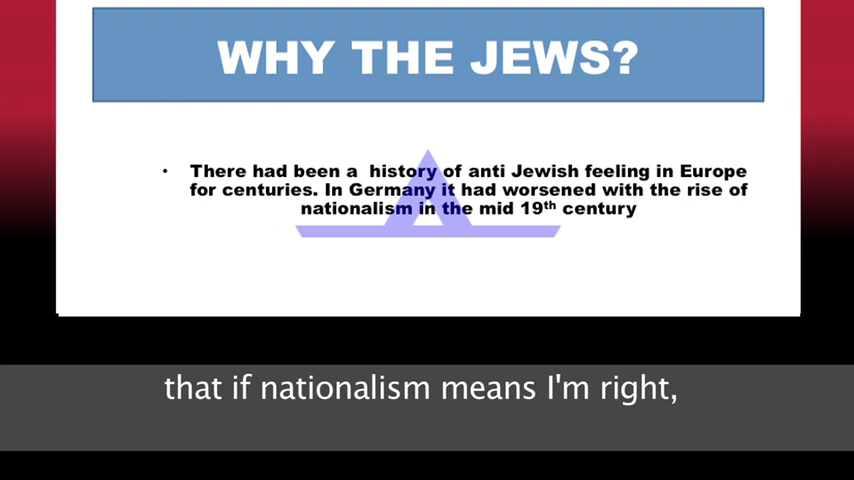 WHY THE JEWS?
• There had been a history of anti Jewish feeling in Europe
for centuries. In Germany it had worsened with the rise of
nationalism in the mid 19th century
that if nationalism means I'm right,